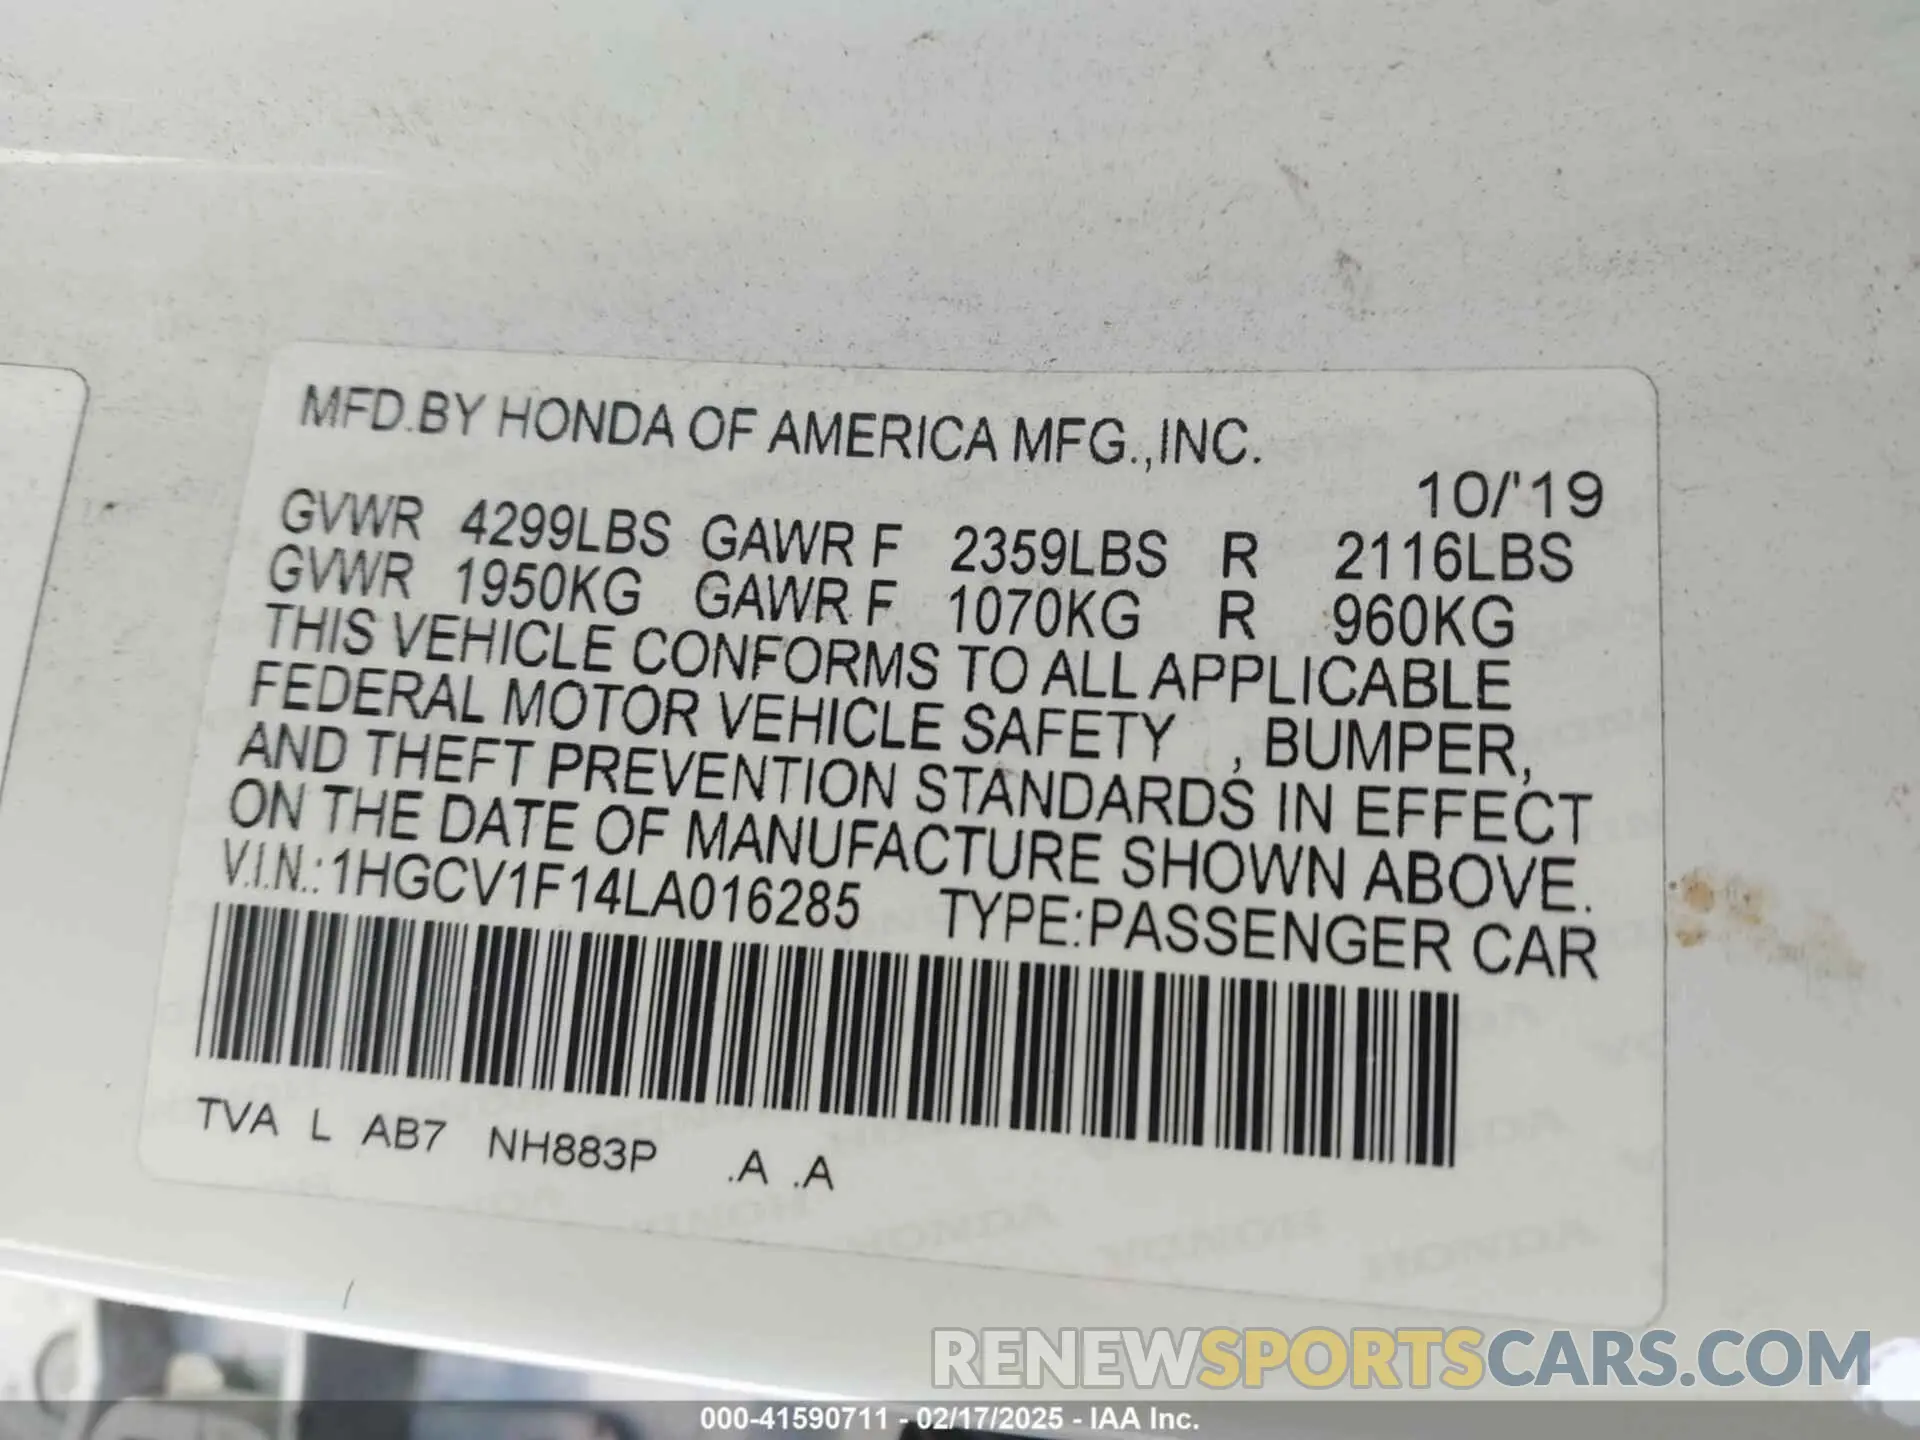 MFD.BY HONDA OF AMERICA MFG.,INC.
10/'19
GVWR 4299LBS GAWR F 2359LBS R 2116LBS
GVWR 1950KG GAWR F 1070KG R 960KG
THIS VEHICLE CONFORMS TO ALL APPLICABLE
FEDERAL MOTOR VEHICLE SAFETY , BUMPER,
AND THEFT PREVENTION STANDARDS IN EFFECT
ON THE DATE OF MANUFACTURE SHOWN ABOVE.
V.I.N.:1HGCV1F14LA016285 TYPE:PASSENGER CAR
TVA L AB7 NH883P .A .A
RENEWSPORTSCARS.COM
000-41590711 - 02/17/2025 - IAA Inc.